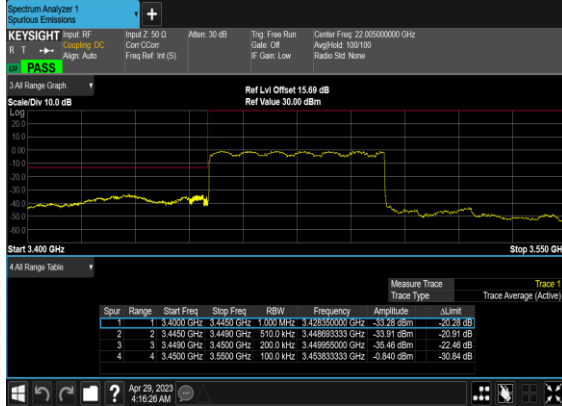 Spectrum Analyzer 1
Spurious Emissions
KEYSIGHT Input: RF Input Z: 50 Ω Atten: 30 dB Trig: Free Run Center Freq: 22.005000000 GHz
R T Coupling: DC Corr CCorr Gate: Off Avg|Hold: 100/100
Align: Auto Freq Ref: Int (S) IF Gain: Low Radio Std: None
PASS
3 All Range Graph
Ref Lvl Offset 15.69 dB
Scale/Div 10.0 dB Ref Value 30.00 dBm
Log
20.0
10.0
0.00
-10.0
-20.0
-30.0
-40.0
-50.0
-60.0
Start 3.400 GHz Stop 3.550 GH
4 All Range Table
Measure Trace Trace 1
Trace Type Trace Average (Active)
Spur Range Start Freq Stop Freq RBW Frequency Amplitude ΔLimit
1 1 3.4000 GHz 3.4450 GHz 1.000 MHz 3.428350000 GHz -33.28 dBm -20.28 dB
2 2 3.4450 GHz 3.4490 GHz 510.0 kHz 3.448693333 GHz -33.91 dBm -20.91 dB
3 3 3.4490 GHz 3.4500 GHz 200.0 kHz 3.449955000 GHz -35.46 dBm -22.46 dB
4 4 3.4500 GHz 3.5500 GHz 100.0 kHz 3.453833333 GHz -0.840 dBm -30.84 dB
Apr 29, 2023
4:16:26 AM